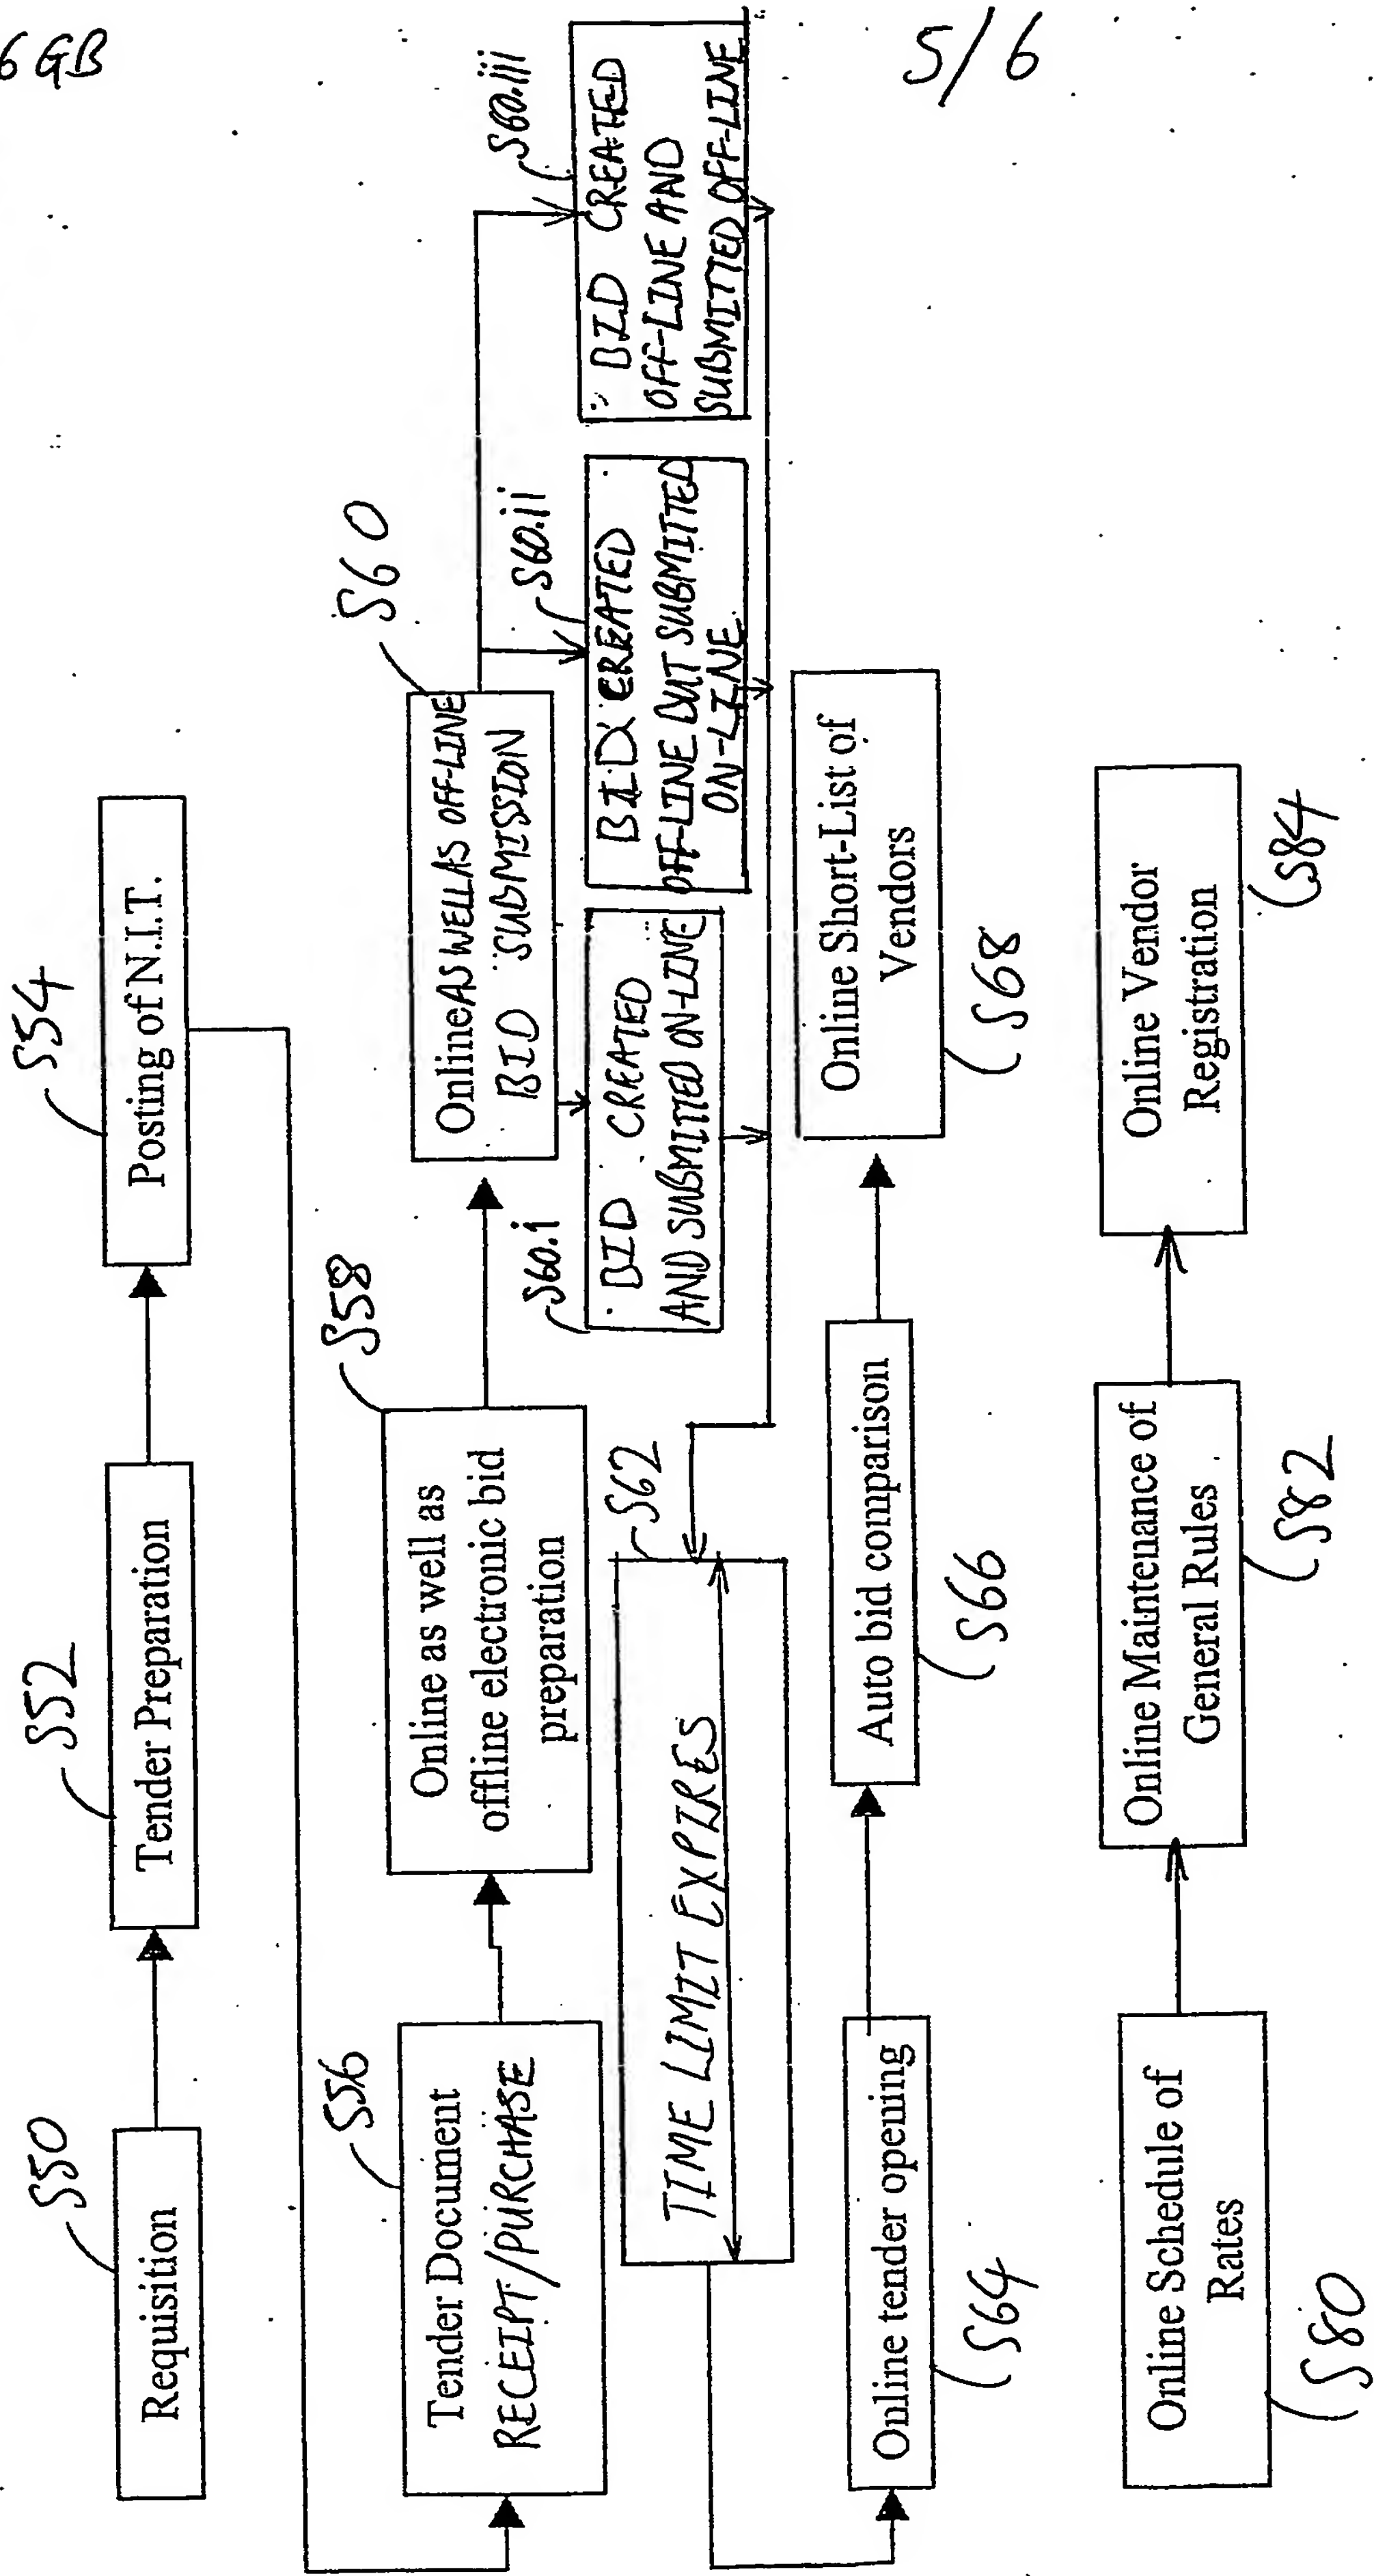 6 GB
5/6
S50
Requisition
S52
Tender Preparation
S54
Posting of N.I.T.
S56
Tender Document
RECEIPT/PURCHASE
S58
Online as well as
offline electronic bid
preparation
S60
Online AS WELL AS OFF-LINE
BID SUBMISSION
S60.i
BID CREATED
AND SUBMITTED ON-LINE
S60.ii
BID CREATED
OFF-LINE BUT SUBMITTED
ON-LINE
S60.iii
BID CREATED
OFF-LINE AND
SUBMITTED OFF-LINE
S62
TIME LIMIT EXPIRES
Online tender opening
S64
Auto bid comparison
S66
Online Short-List of
Vendors
S68
Online Schedule of
Rates
S80
Online Maintenance of
General Rules
S82
Online Vendor
Registration
S84